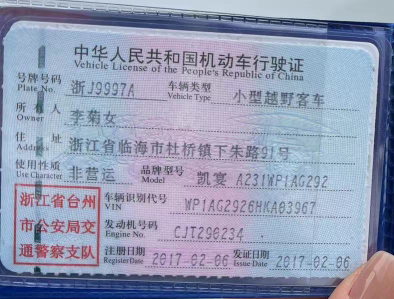 中华人民共和国机动车行驶证
Vehicle License of the People's Republic of China
号牌号码 浙J9997A 车辆类型 小型越野客车
Plate No. Vehicle Type
所有人 李菊女
Owner
住址 浙江省临海市杜桥镇下朱路91号
Address
使用性质 非营运 品牌型号 凯宴 A231WP1AG292
Use Character Model
浙江省台州 车辆识别代号 WP1AG2926HKA03967
VIN
市公安局交 发动机号码 CJT290234
Engine No.
通警察支队 注册日期 2017-02-06 发证日期 2017-02-06
Register Date Issue Date